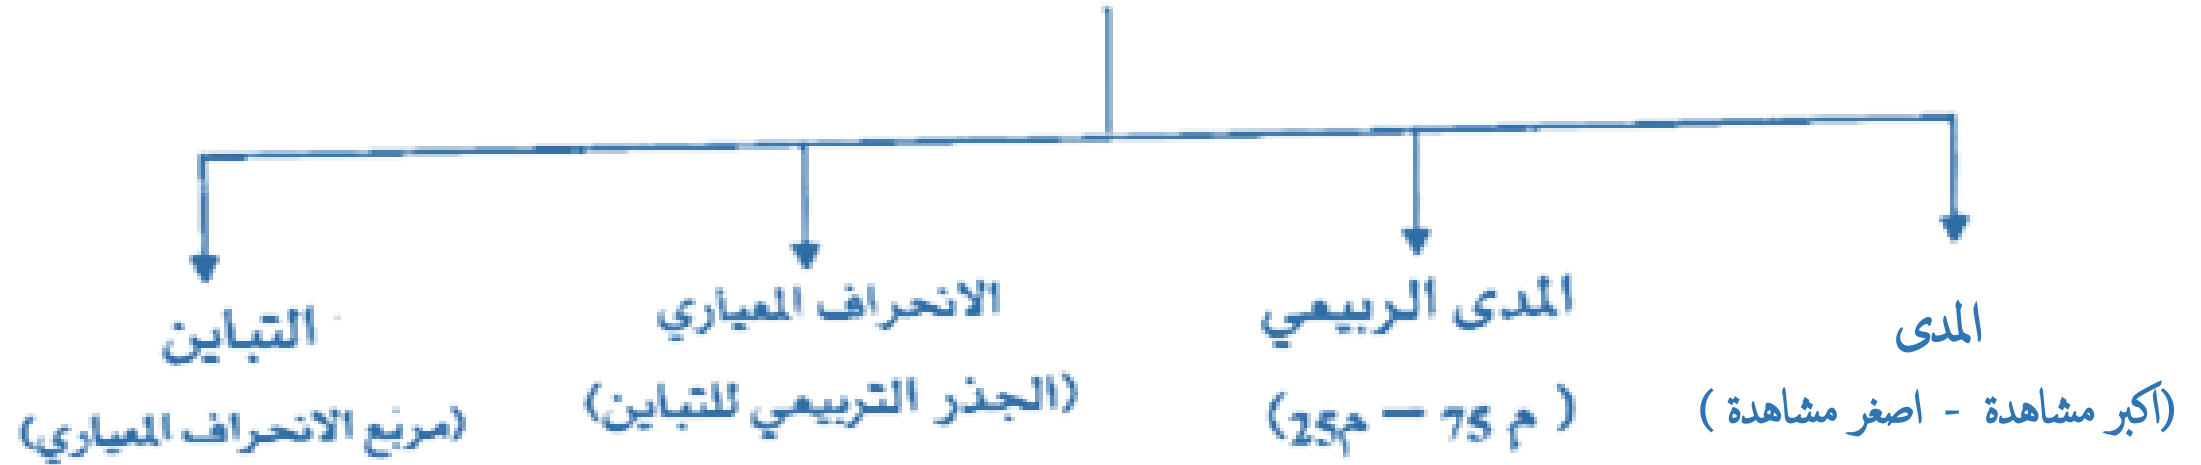 المدى
(اكبر مشاهدة - اصغر مشاهدة )
المدى الربيعي
( م 75 – م25)
الانحراف المعياري
(الجذر التربيعي للتباين)
التباين
(مربع الانحراف المعياري)